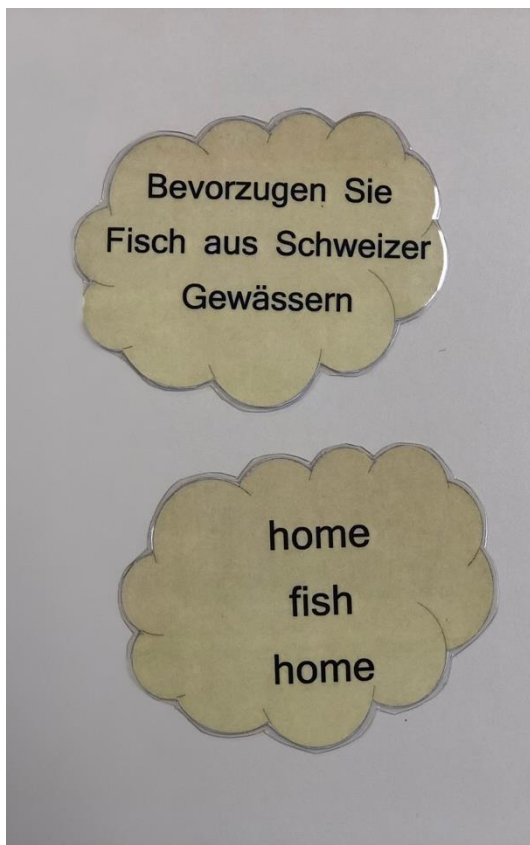 Bevorzugen Sie
Fisch aus Schweizer
Gewässern
home
fish
home